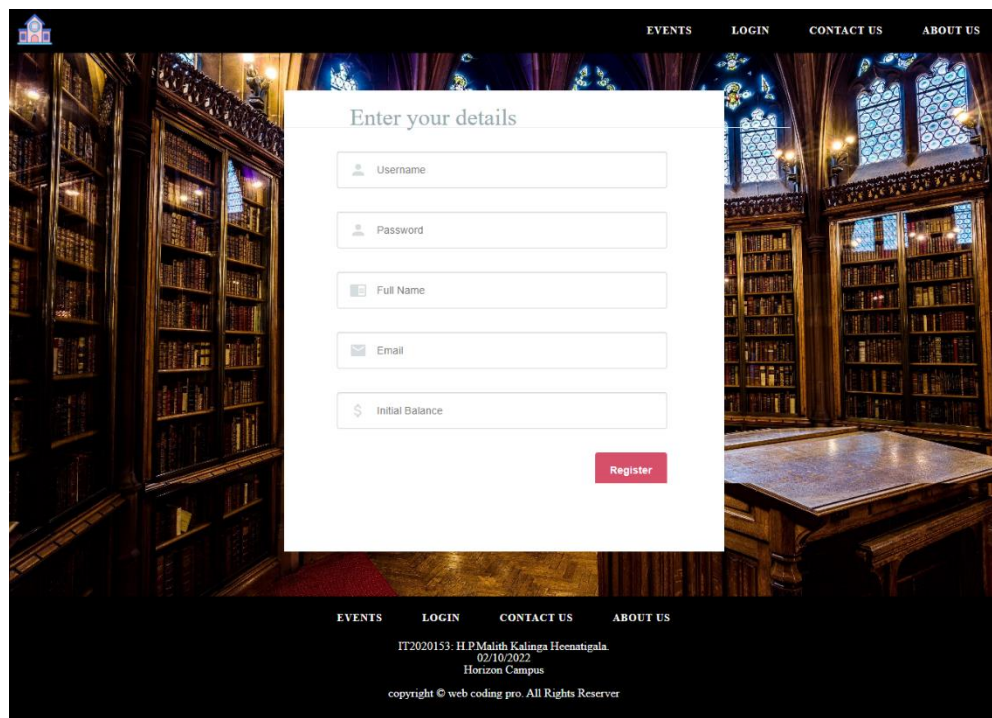 EVENTS LOGIN CONTACT US ABOUT US
Enter your details
Username
Password
Full Name
Email
$ Initial Balance
Register
EVENTS LOGIN CONTACT US ABOUT US
IT2020153: H.P.Malith Kalinga Heenatigala.
02/10/2022
Horizon Campus
copyright © web coding pro. All Rights Reserver